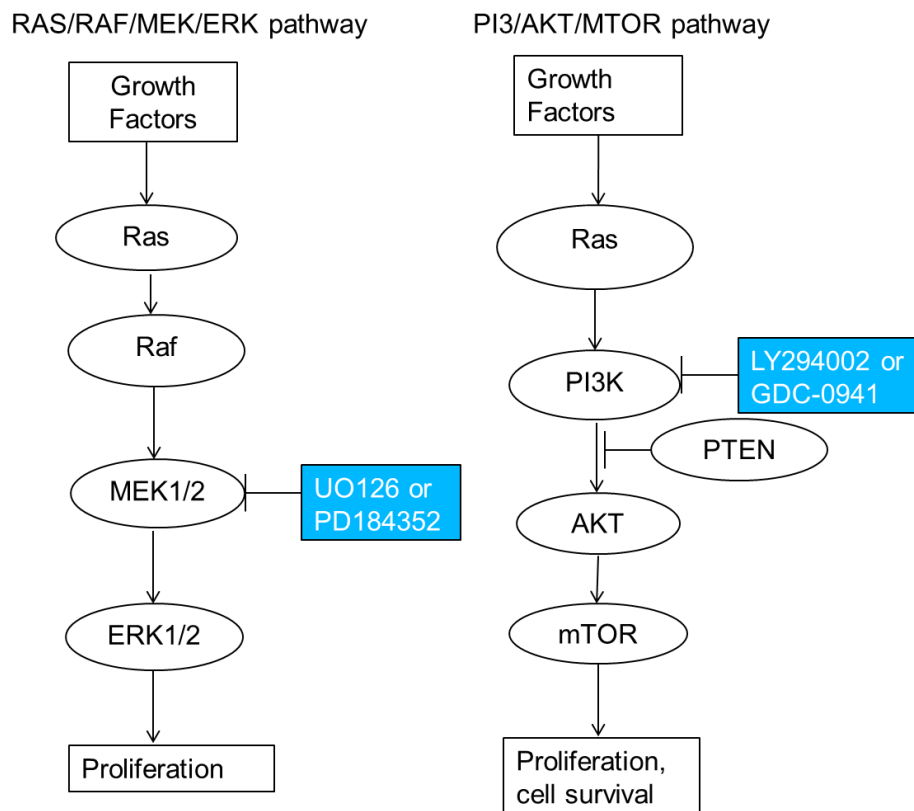 RAS/RAF/MEK/ERK pathway
Growth
Factors
Ras
Raf
MEK1/2
UO126 or
PD184352
ERK1/2
Proliferation
PI3/AKT/MTOR pathway
Growth
Factors
Ras
PI3K
LY294002 or
GDC-0941
PTEN
AKT
mTOR
Proliferation,
cell survival